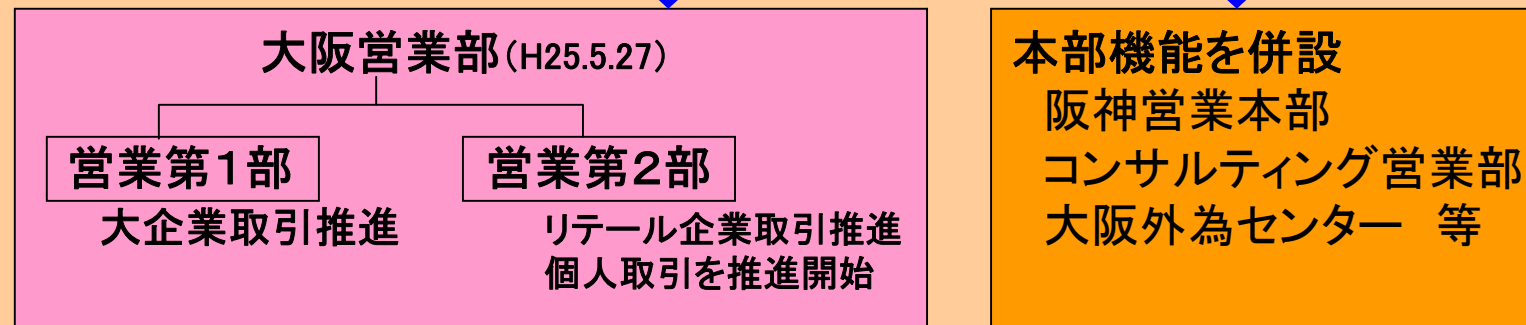 大阪営業部(H25.5.27)
営業第1部
大企業取引推進
営業第2部
リテール企業取引推進
個人取引を推進開始
本部機能を併設
阪神営業本部
コンサルティング営業部
大阪外為センター 等